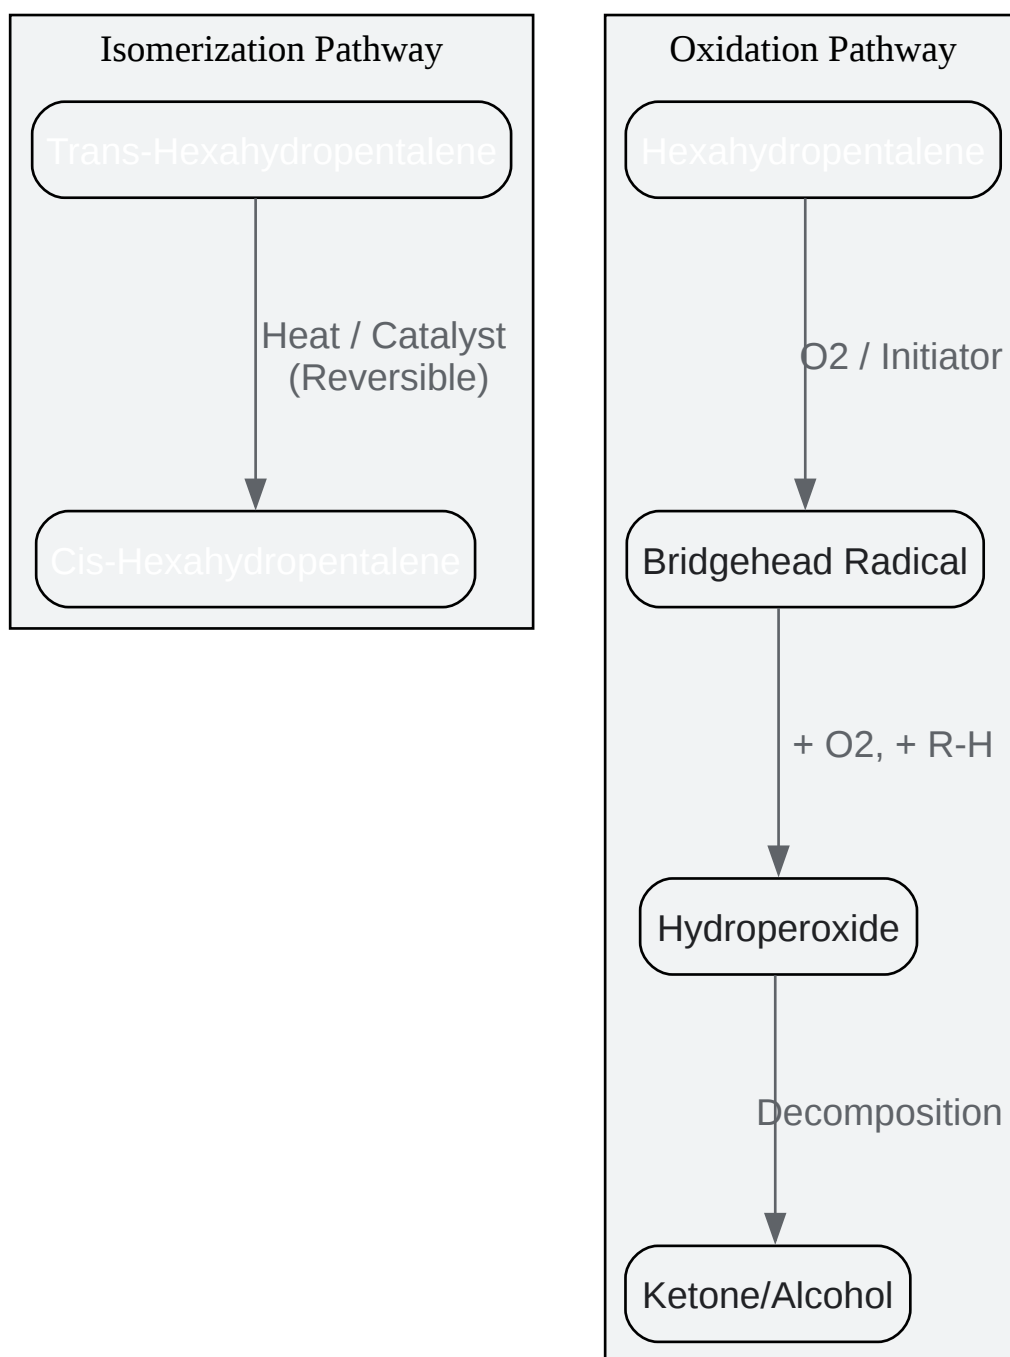 Isomerization Pathway
Trans-Hexahydropentalene
Heat / Catalyst
(Reversible)
Cis-Hexahydropentalene
Oxidation Pathway
Hexahydropentalene
O2 / Initiator
Bridgehead Radical
+ O2, + R-H
Hydroperoxide
Decomposition
Ketone/Alcohol